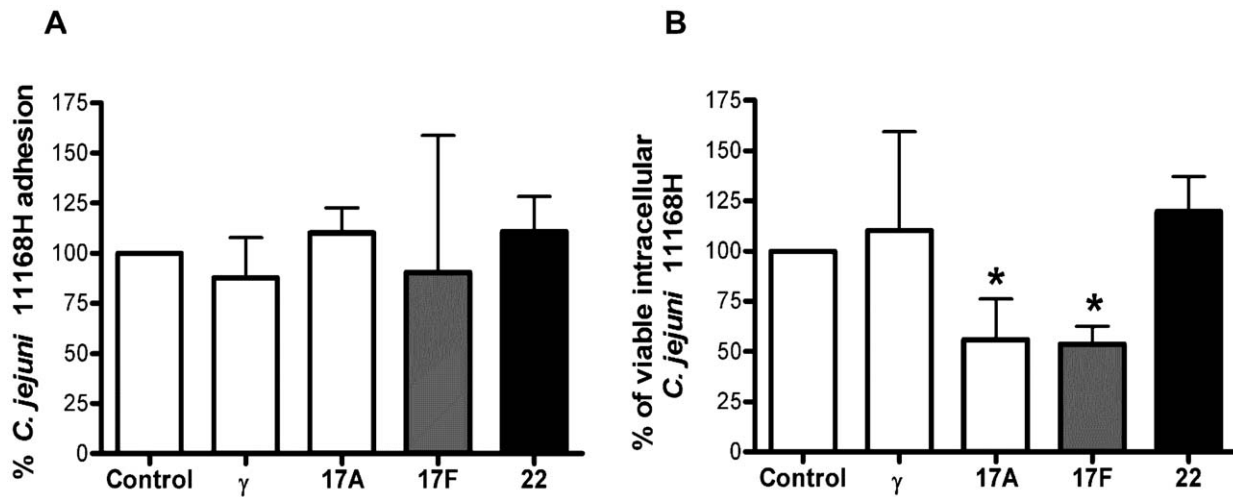 A
% C. jejuni 11168H adhesion
175
150
125
100
75
50
25
0
Control γ 17A 17F 22
B
% of viable intracellular
C. jejuni 11168H
175
150
125
100
75
50
25
0
* *
Control γ 17A 17F 22